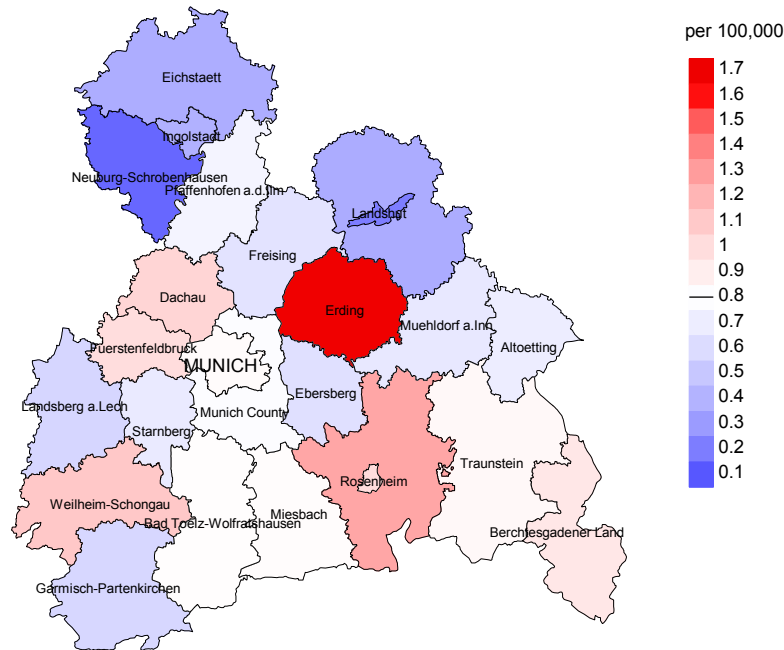 per 100,000
1.7
1.6
1.5
1.4
1.3
1.2
1.1
1
0.9
0.8
0.7
0.6
0.5
0.4
0.3
0.2
0.1
Eichstaett
Ingolstadt
Neuburg-Schrobenhausen
Pfaffenhofen a.d.Ilm
Landshut
Freising
Dachau
Erding
Muehldorf a.Inn
Fuerstenfeldbruck
Altoetting
MUNICH
Ebersberg
Landsberg a.Lech
Munich County
Starnberg
Traunstein
Rosenheim
Weilheim-Schongau
Miesbach
Bad Toelz-Wolfratshausen
Berchtesgadener Land
Garmisch-Partenkirchen